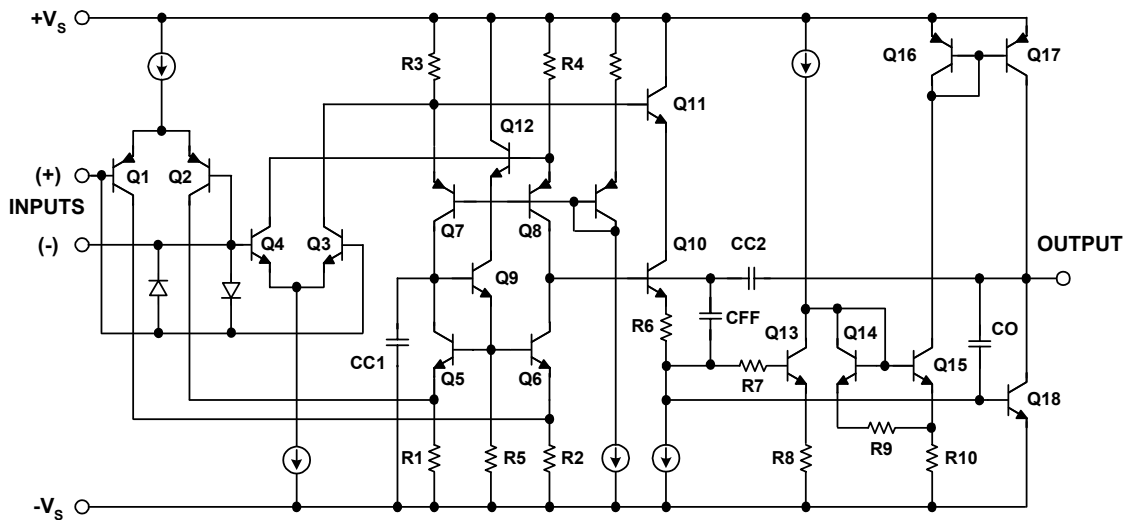 +VS
Q16
Q17
R3
R4
Q11
Q12
(+)
Q1
Q2
INPUTS
(-)
Q4
Q3
Q7
Q8
Q10
OUTPUT
Q9
CC2
R6
CFF
Q13
Q14
CO
CC1
Q5
Q6
R7
Q15
Q18
R9
R1
R5
R2
R8
R10
-VS